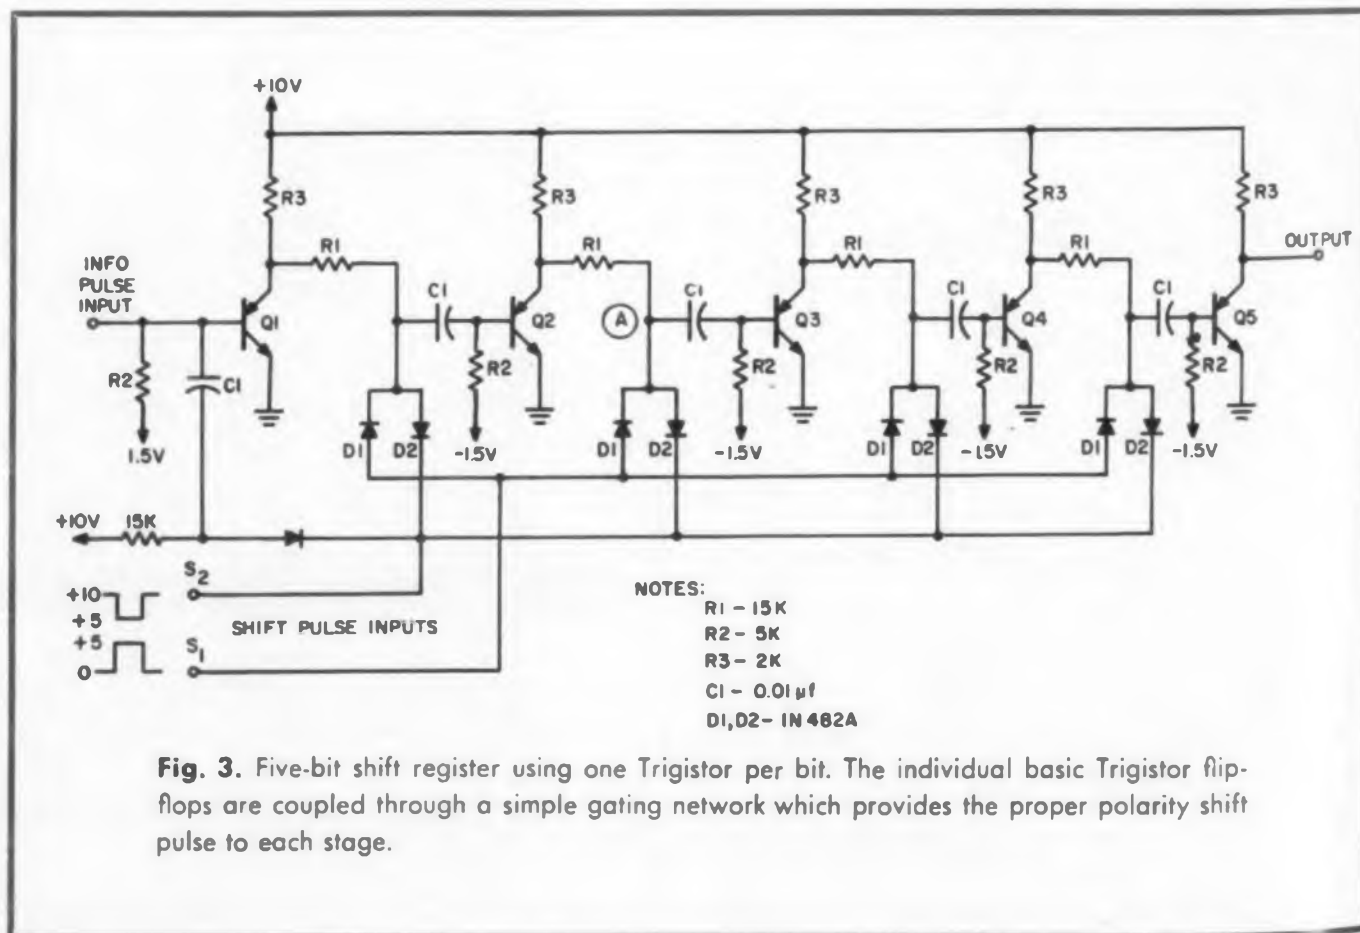 +10V
R3
R3
R3
R3
R3
R1
R1
R1
R1
OUTPUT
INFO
PULSE
INPUT
Q1
C1
Q2
A
C1
Q3
C1
Q4
C1
Q5
R2
C1
R2
R2
R2
R2
1.5V
D1
D2
-1.5V
D1
D2
-1.5V
D1
D2
-1.5V
D1
D2
-1.5V
+10V
15K
S2
+10
+5
SHIFT PULSE INPUTS
+5
0
S1
NOTES:
R1 - 15K
R2 - 5K
R3 - 2K
C1 - 0.01 µf
D1, D2 - 1N482A
Fig. 3. Five-bit shift register using one Trigistor per bit. The individual basic Trigistor flip-
flops are coupled through a simple gating network which provides the proper polarity shift
pulse to each stage.